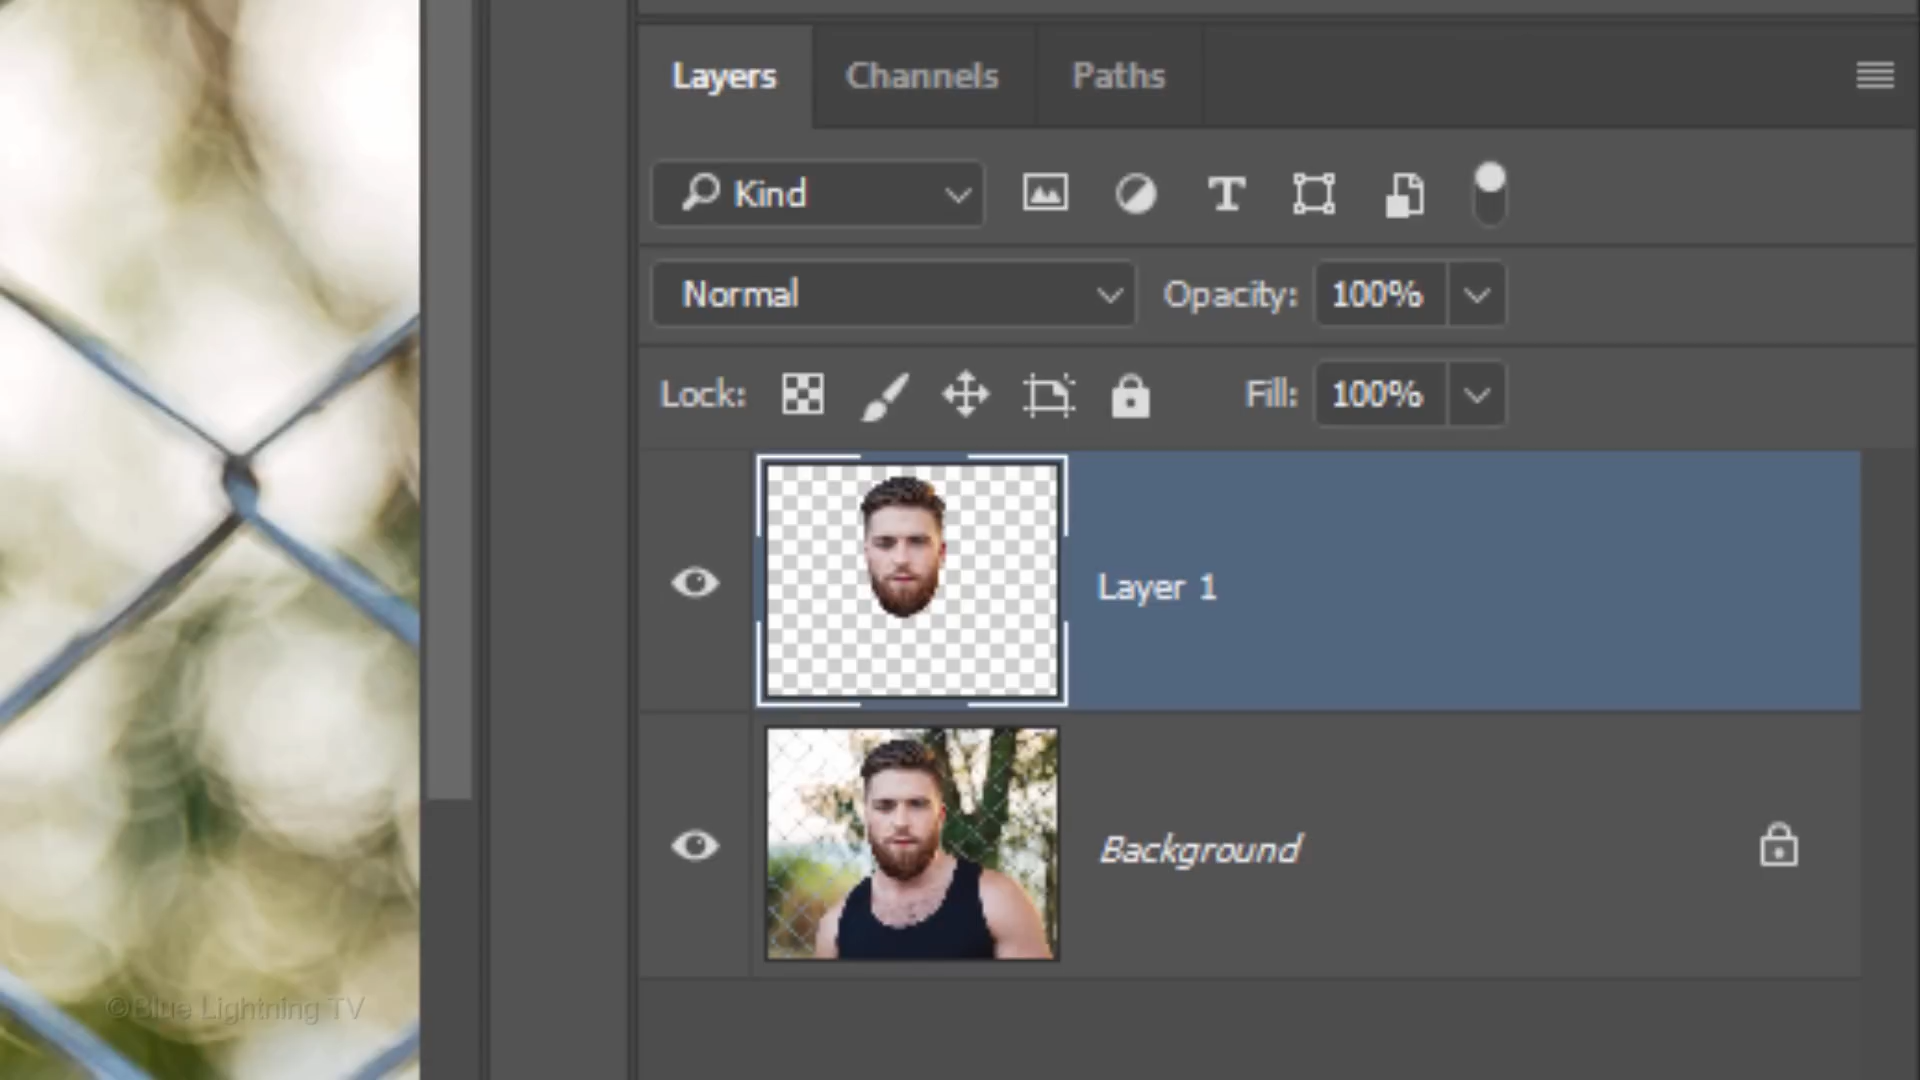 Layers Channels Paths
Kind
Normal Opacity: 100%
Lock: Fill: 100%
Layer 1
Background
©Blue Lightning TV